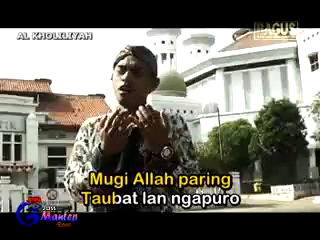 AL KHOLILIYAH
BAGUS
Mugi Allah paring
Taubat lan ngapuro
Manten